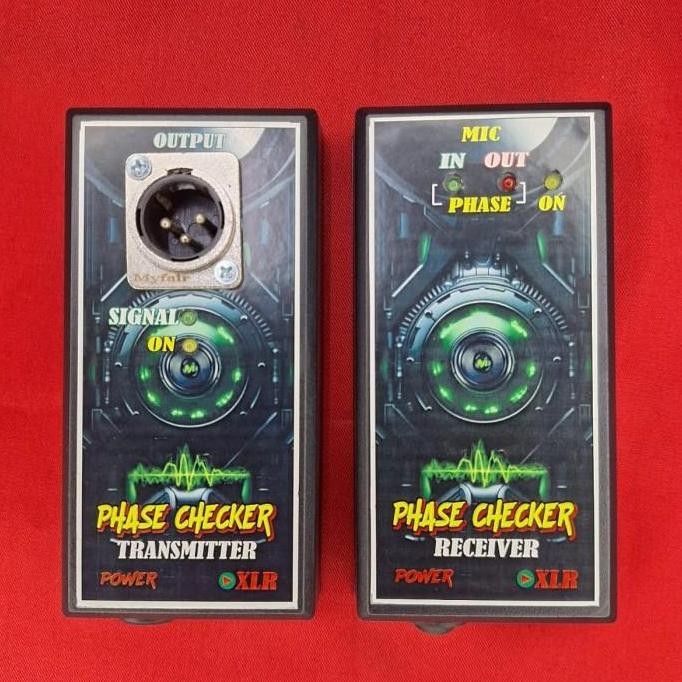 OUTPUT
Myfair
SIGNAL
ON
PHASE CHECKER
TRANSMITTER
POWER
XLR
MIC
IN OUT
[ PHASE ] ON
PHASE CHECKER
RECEIVER
POWER
XLR